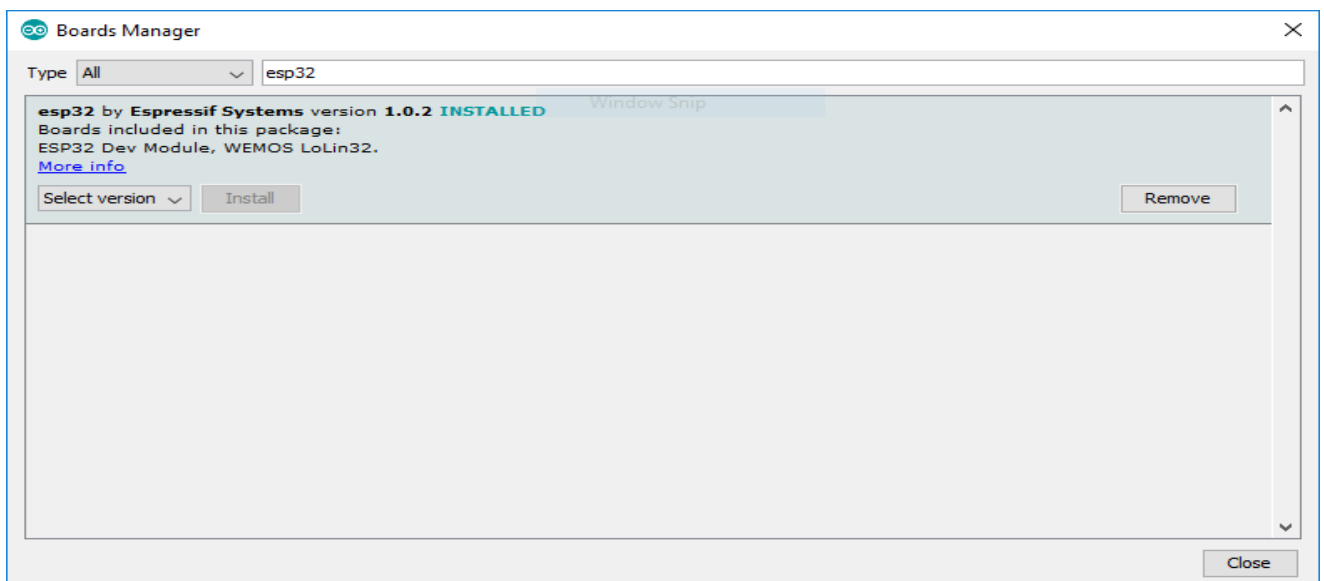 Boards Manager
Type All esp32
Window Snip
esp32 by Espressif Systems version 1.0.2 INSTALLED
Boards included in this package:
ESP32 Dev Module, WEMOS LoLin32.
More info
Select version Install Remove
Close